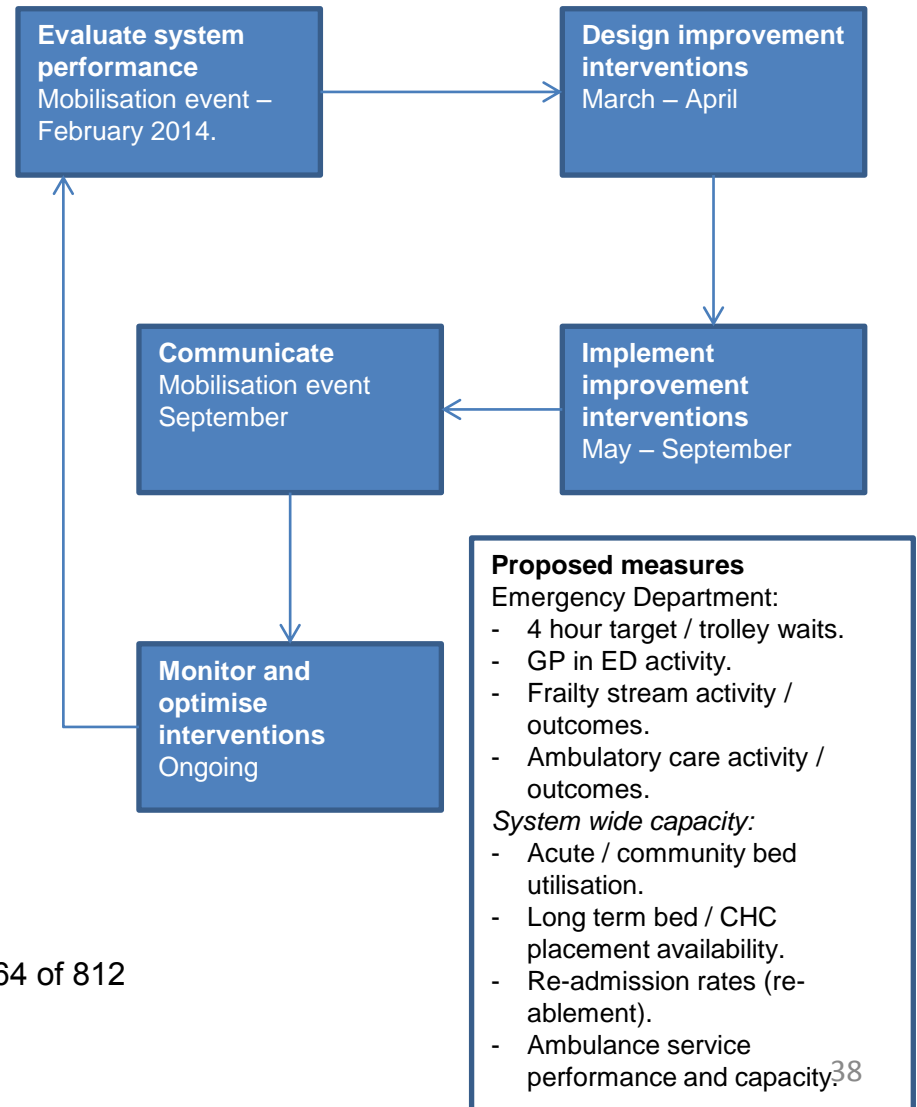 Evaluate system
performance
Mobilisation event –
February 2014.
Design improvement
interventions
March – April
Communicate
Mobilisation event
September
Implement
improvement
interventions
May – September
Monitor and
optimise
interventions
Ongoing
Proposed measures
Emergency Department:
- 4 hour target / trolley waits.
- GP in ED activity.
- Frailty stream activity /
outcomes.
- Ambulatory care activity /
outcomes.
System wide capacity:
- Acute / community bed
utilisation.
- Long term bed / CHC
placement availability.
- Re-admission rates (re-
ablement).
- Ambulance service
performance and capacity.
64 of 812
38